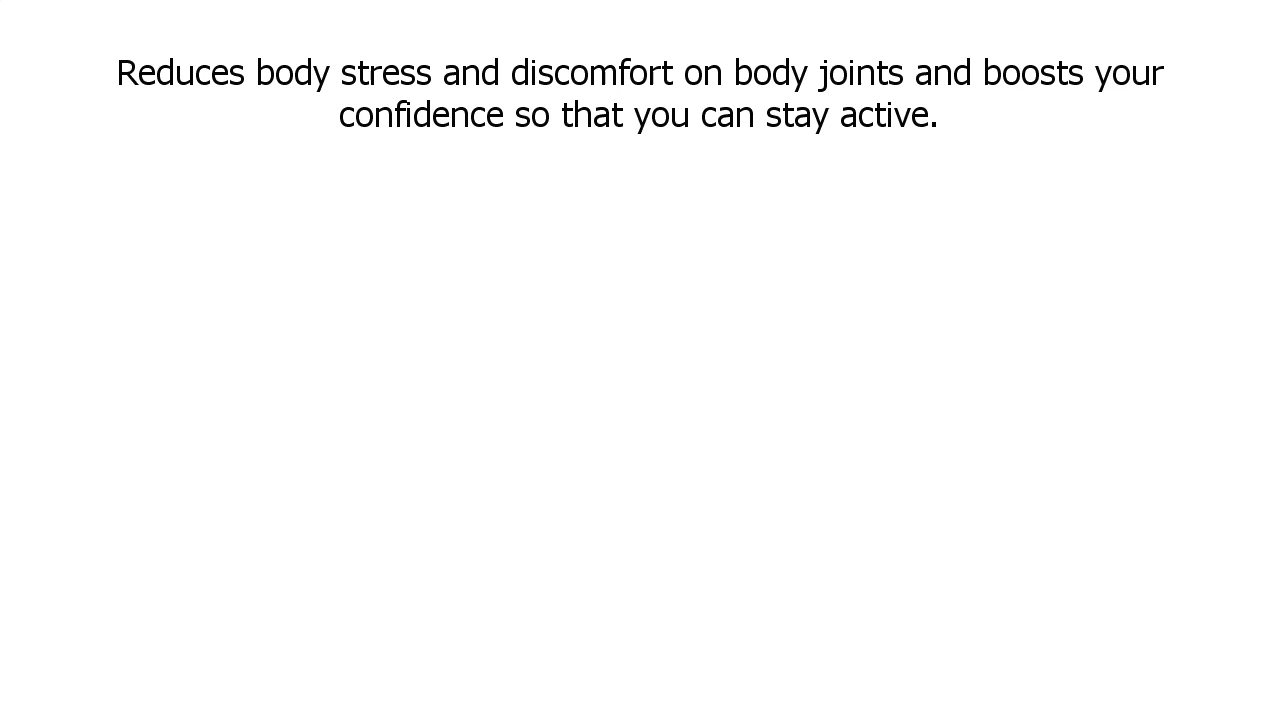 Reduces body stress and discomfort on body joints and boosts your
confidence so that you can stay active.